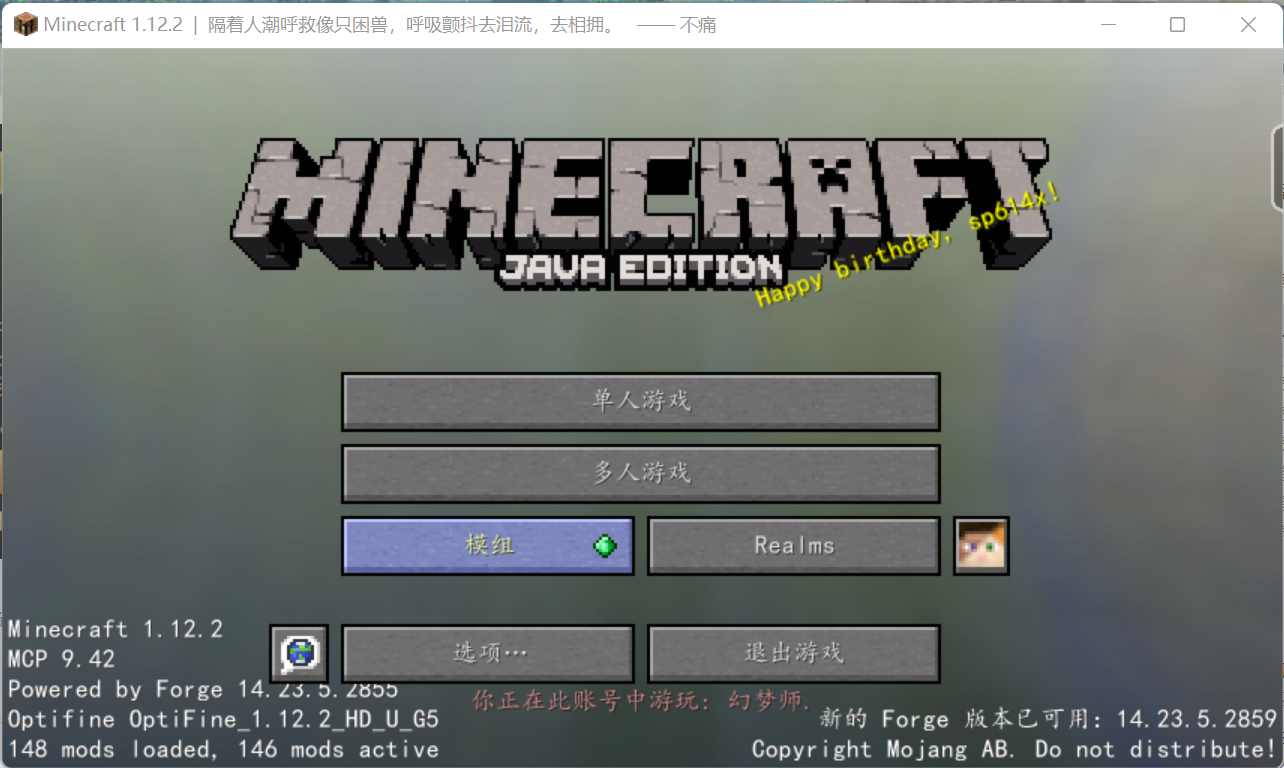 Minecraft 1.12.2 | 隔着人潮呼救像只困兽，呼吸颤抖去泪流，去相拥。 —— 不痛
MINECRAFT
JAVA EDITION
Happy birthday, sp614x!
单人游戏
多人游戏
模组
Realms
选项…
退出游戏
Minecraft 1.12.2
MCP 9.42
Powered by Forge 14.23.5.2855
Optifine OptiFine_1.12.2_HD_U_G5
148 mods loaded, 146 mods active
你正在此账号中游玩：幻梦师.
新的 Forge 版本已可用：14.23.5.2859
Copyright Mojang AB. Do not distribute!